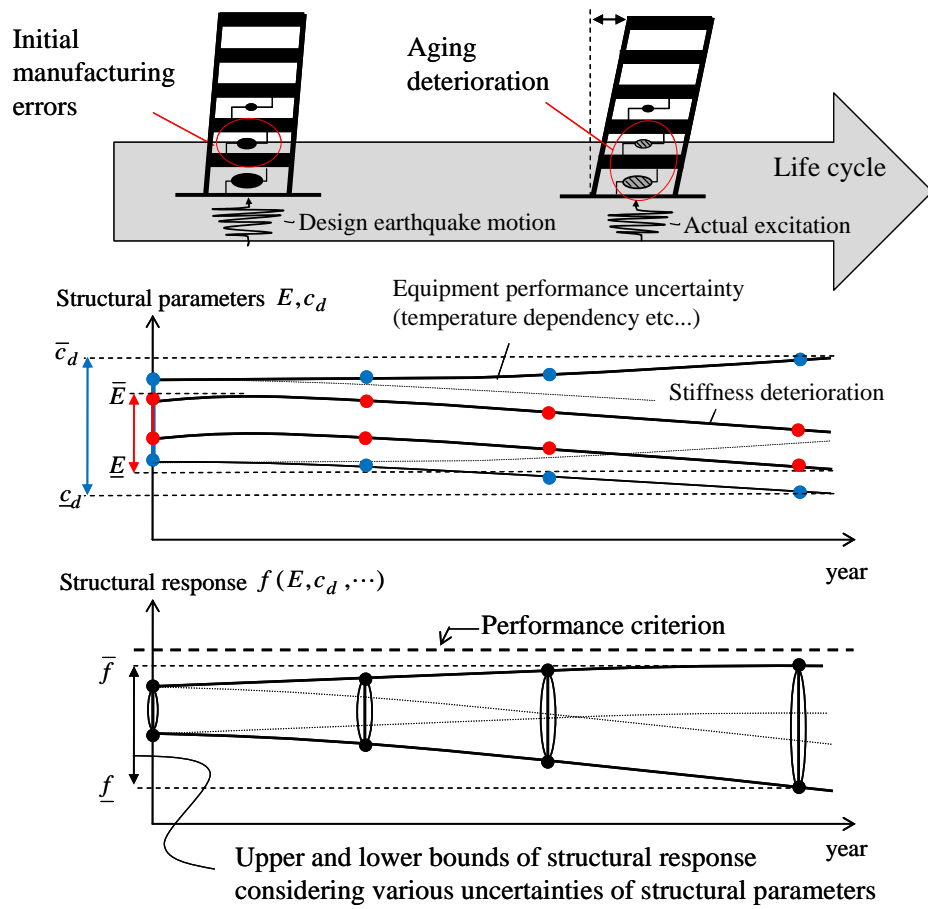 Initial
manufacturing
errors
Aging
deterioration
Life cycle
Design earthquake motion
Actual excitation
Structural parameters E, c_d
Equipment performance uncertainty
(temperature dependency etc...)
c̅_d
E̅
Stiffness deterioration
E̲
c̲_d
year
Structural response f(E, c_d, ⋯)
Performance criterion
f̅
f̲
year
Upper and lower bounds of structural response
considering various uncertainties of structural parameters